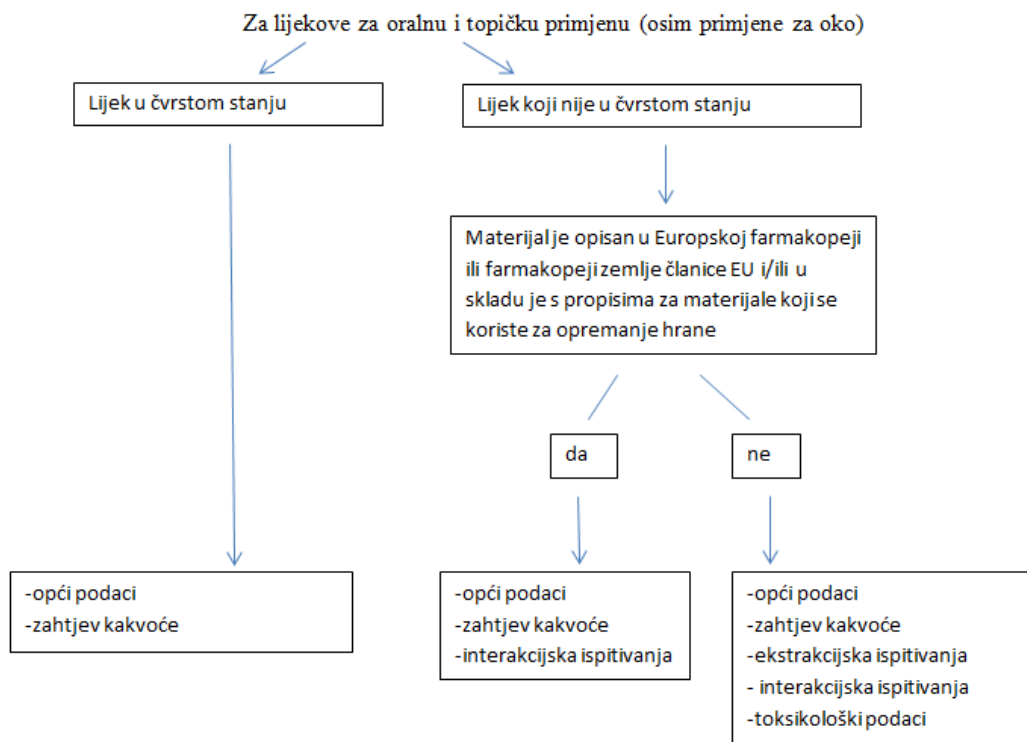 Za lijekove za oralnu i topičku primjenu (osim primjene za oko)
Lijek u čvrstom stanju
Lijek koji nije u čvrstom stanju
Materijal je opisan u Europskoj farmakopeji
ili farmakopeji zemlje članice EU i/ili u
skladu je s propisima za materijale koji se
koriste za opremanje hrane
da
ne
-opći podaci
-zahtjev kakvoće
-opći podaci
-zahtjev kakvoće
-interakcijska ispitivanja
-opći podaci
-zahtjev kakvoće
-ekstrakcijska ispitivanja
- interakcijska ispitivanja
-toksikološki podaci